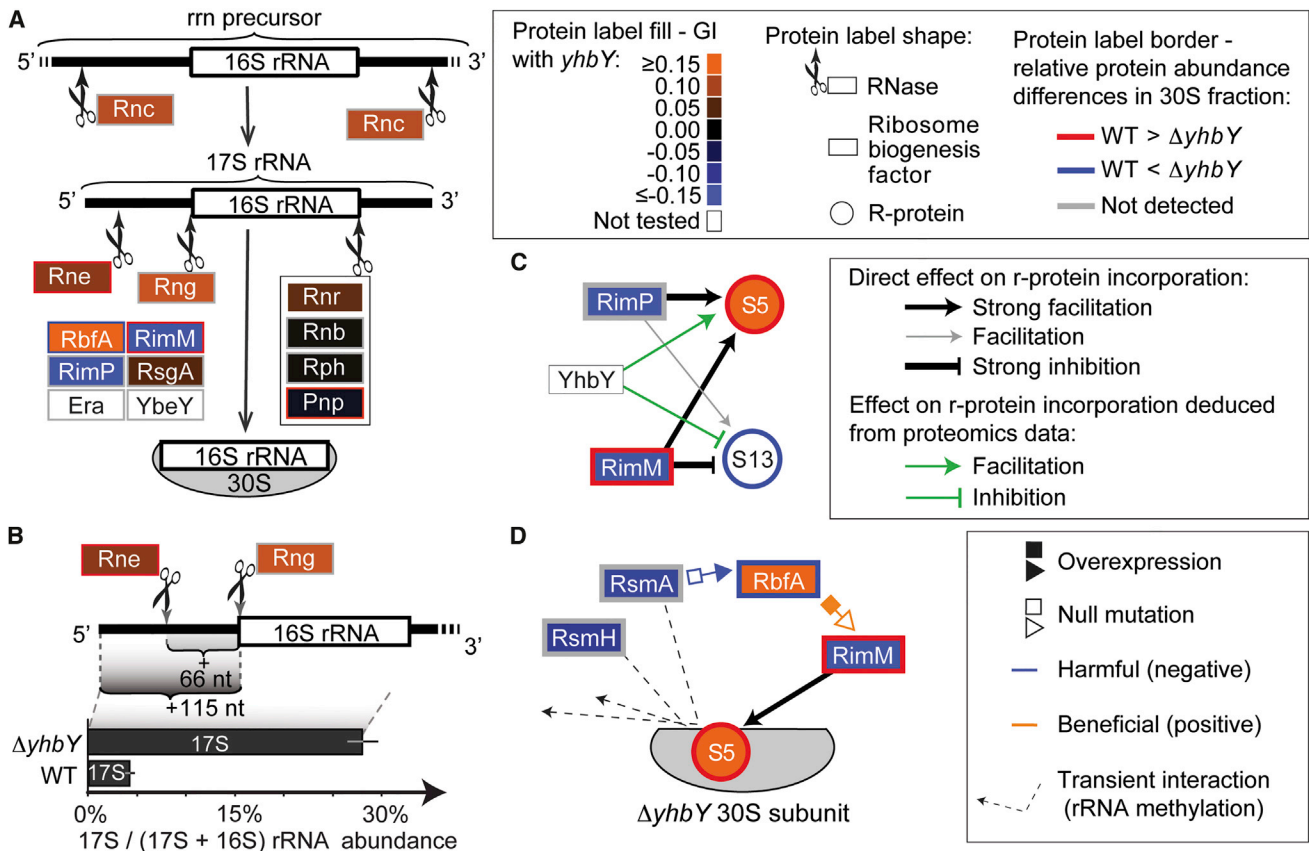 A
rrn precursor
5’
16S rRNA
3’
Rnc
Rnc
17S rRNA
5’
16S rRNA
3’
Rne
Rng
Rnr
Rnb
Rph
Pnp
RbfA
RimM
RimP
RsgA
Era
YbeY
16S rRNA
30S
Protein label fill - GI
with yhbY:
≥0.15
0.10
0.05
0.00
-0.05
-0.10
≤-0.15
Not tested
Protein label shape:
RNase
Ribosome
biogenesis
factor
R-protein
Protein label border -
relative protein abundance
differences in 30S fraction:
WT > ΔyhbY
WT < ΔyhbY
Not detected
C
RimP
S5
YhbY
RimM
S13
Direct effect on r-protein incorporation:
Strong facilitation
Facilitation
Strong inhibition
Effect on r-protein incorporation deduced
from proteomics data:
Facilitation
Inhibition
B
Rne
Rng
5’
16S rRNA
3’
+
66 nt
+115 nt
ΔyhbY
17S
WT
17S
0%
15%
30%
17S / (17S + 16S) rRNA abundance
D
RsmA
RbfA
RsmH
RimM
S5
ΔyhbY 30S subunit
Overexpression
Null mutation
Harmful (negative)
Beneficial (positive)
Transient interaction
(rRNA methylation)